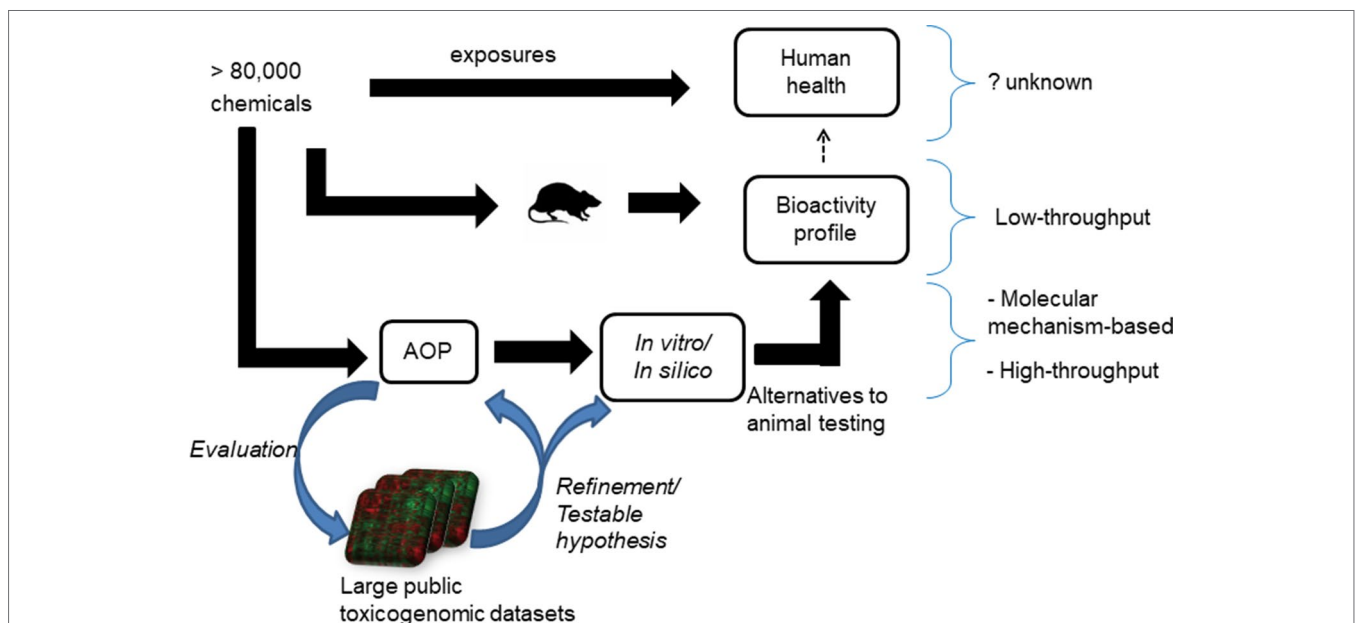 > 80,000
chemicals
exposures
Human
health
? unknown
Bioactivity
profile
Low-throughput
AOP
In vitro/
In silico
Alternatives to
animal testing
- Molecular
mechanism-based
- High-throughput
Evaluation
Refinement/
Testable
hypothesis
Large public
toxicogenomic datasets